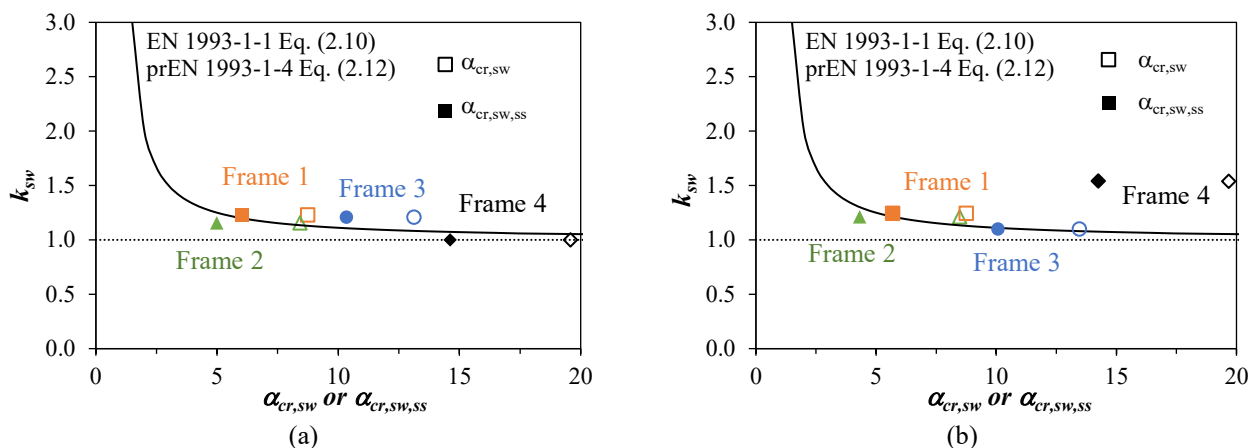 3.0
2.5
2.0
1.5
1.0
0.5
0.0
k_sw
EN 1993-1-1 Eq. (2.10)
prEN 1993-1-4 Eq. (2.12)
α_cr,sw
α_cr,sw,ss
Frame 1
Frame 3
Frame 4
Frame 2
0 5 10 15 20
α_cr,sw or α_cr,sw,ss
(a)
3.0
2.5
2.0
1.5
1.0
0.5
0.0
k_sw
EN 1993-1-1 Eq. (2.10)
prEN 1993-1-4 Eq. (2.12)
α_cr,sw
α_cr,sw,ss
Frame 1
Frame 4
Frame 2
Frame 3
0 5 10 15 20
α_cr,sw or α_cr,sw,ss
(b)